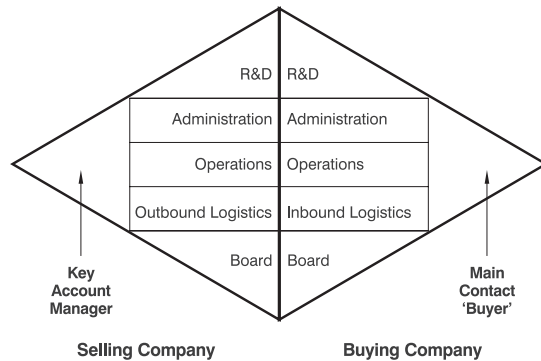 R&D R&D
Administration Administration
Operations Operations
Outbound Logistics Inbound Logistics
Board Board
Key
Account
Manager
Main
Contact
‘Buyer’
Selling Company
Buying Company